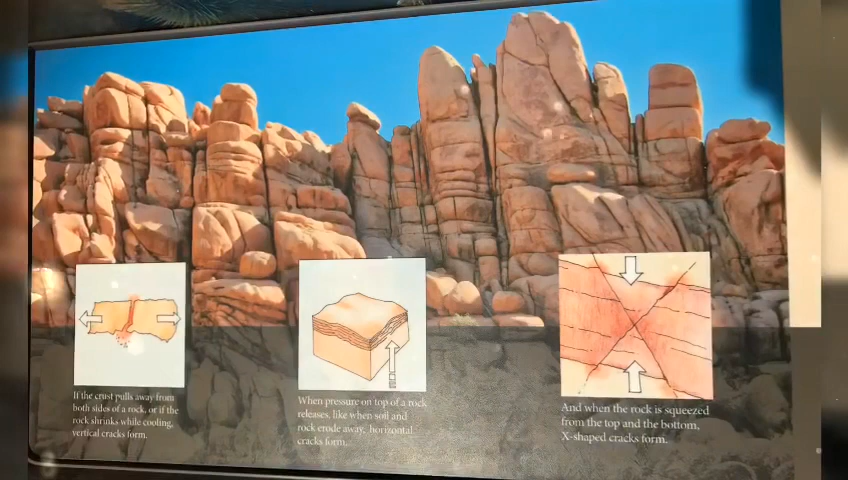 If the crust pulls away from
both sides of a rock, or if the
rock shrinks while cooling,
vertical cracks form.
When pressure on top of a rock
releases, like when soil and
rock erode away, horizontal
cracks form.
And when the rock is squeezed
from the top and the bottom,
X-shaped cracks form.